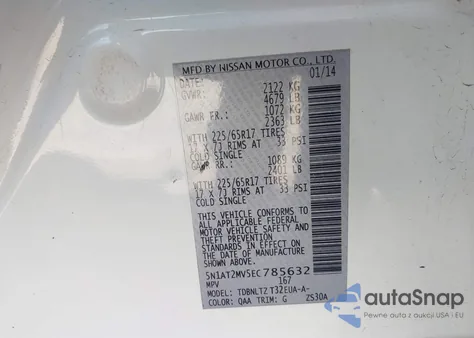 MFD BY NISSAN MOTOR CO., LTD.
DATE: 01/14
GVWR: 2122 KG
4679 LB
GAWR FR.: 1072 KG
2363 LB
WITH 225/65R17 TIRES
17 X 7J RIMS AT 33 PSI
COLD SINGLE
GAWR RR.: 1089 KG
2401 LB
WITH 225/65R17 TIRES
17 X 7J RIMS AT 33 PSI
COLD SINGLE
THIS VEHICLE CONFORMS TO
ALL APPLICABLE FEDERAL
MOTOR VEHICLE SAFETY AND
THEFT PREVENTION STANDARDS
IN EFFECT ON THE DATE OF
MANUFACTURE SHOWN ABOVE.
5N1AT2MV5EC785632
MPV 167
MODEL: TDBNLTZ T32EUA-A-
COLOR: QAA TRIM: G ZS30A
autoSnap
Pewne auta z aukcji w USA